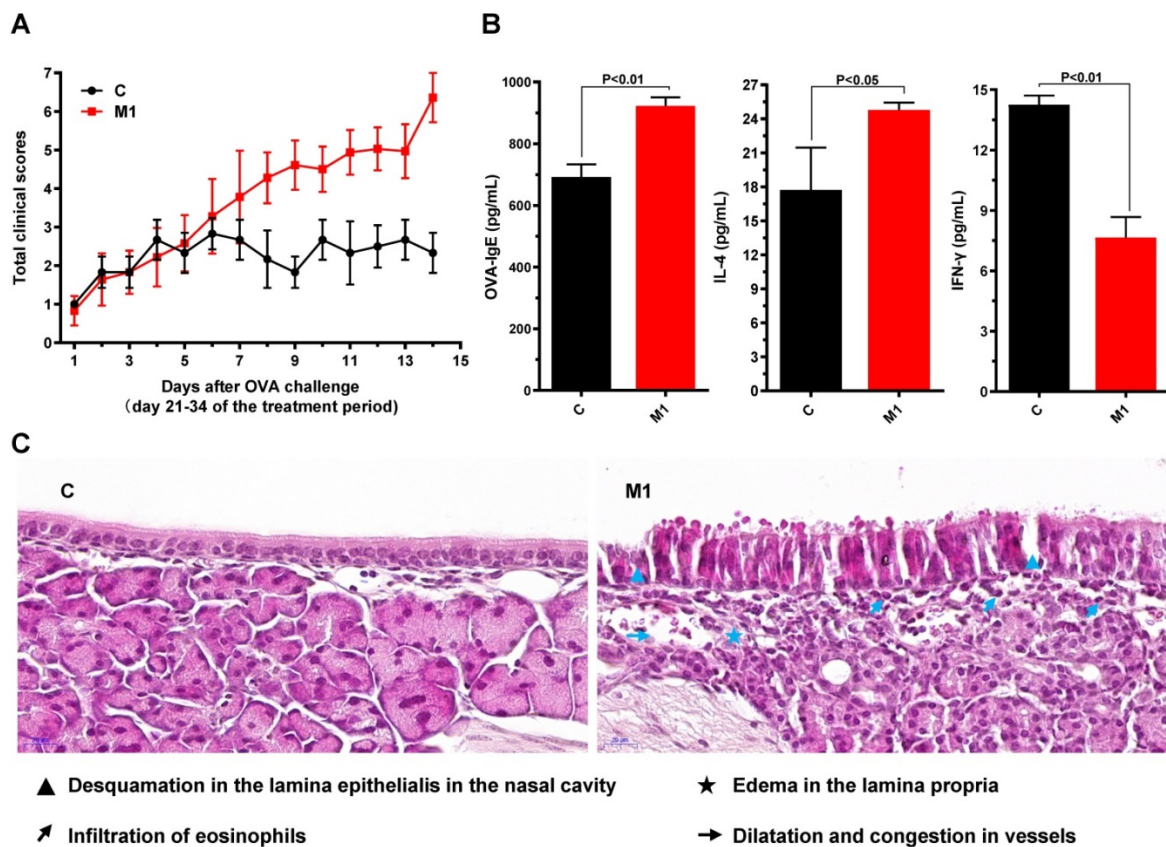 A
Total clinical scores
7
6
5
4
3
2
1
0
C
M1
1
3
5
7
9
11
13
15
Days after OVA challenge
（day 21-34 of the treatment period)
B
OVA-IgE (pg/mL)
1000
800
600
400
200
0
P<0.01
C
M1
IL-4 (pg/mL)
27
24
21
18
15
12
9
6
3
0
P<0.05
C
M1
IFN-γ (pg/mL)
15
12
9
6
3
0
P<0.01
C
M1
C
C
M1
20 μm
▲ Desquamation in the lamina epithelialis in the nasal cavity
★ Edema in the lamina propria
Infiltration of eosinophils
Dilatation and congestion in vessels